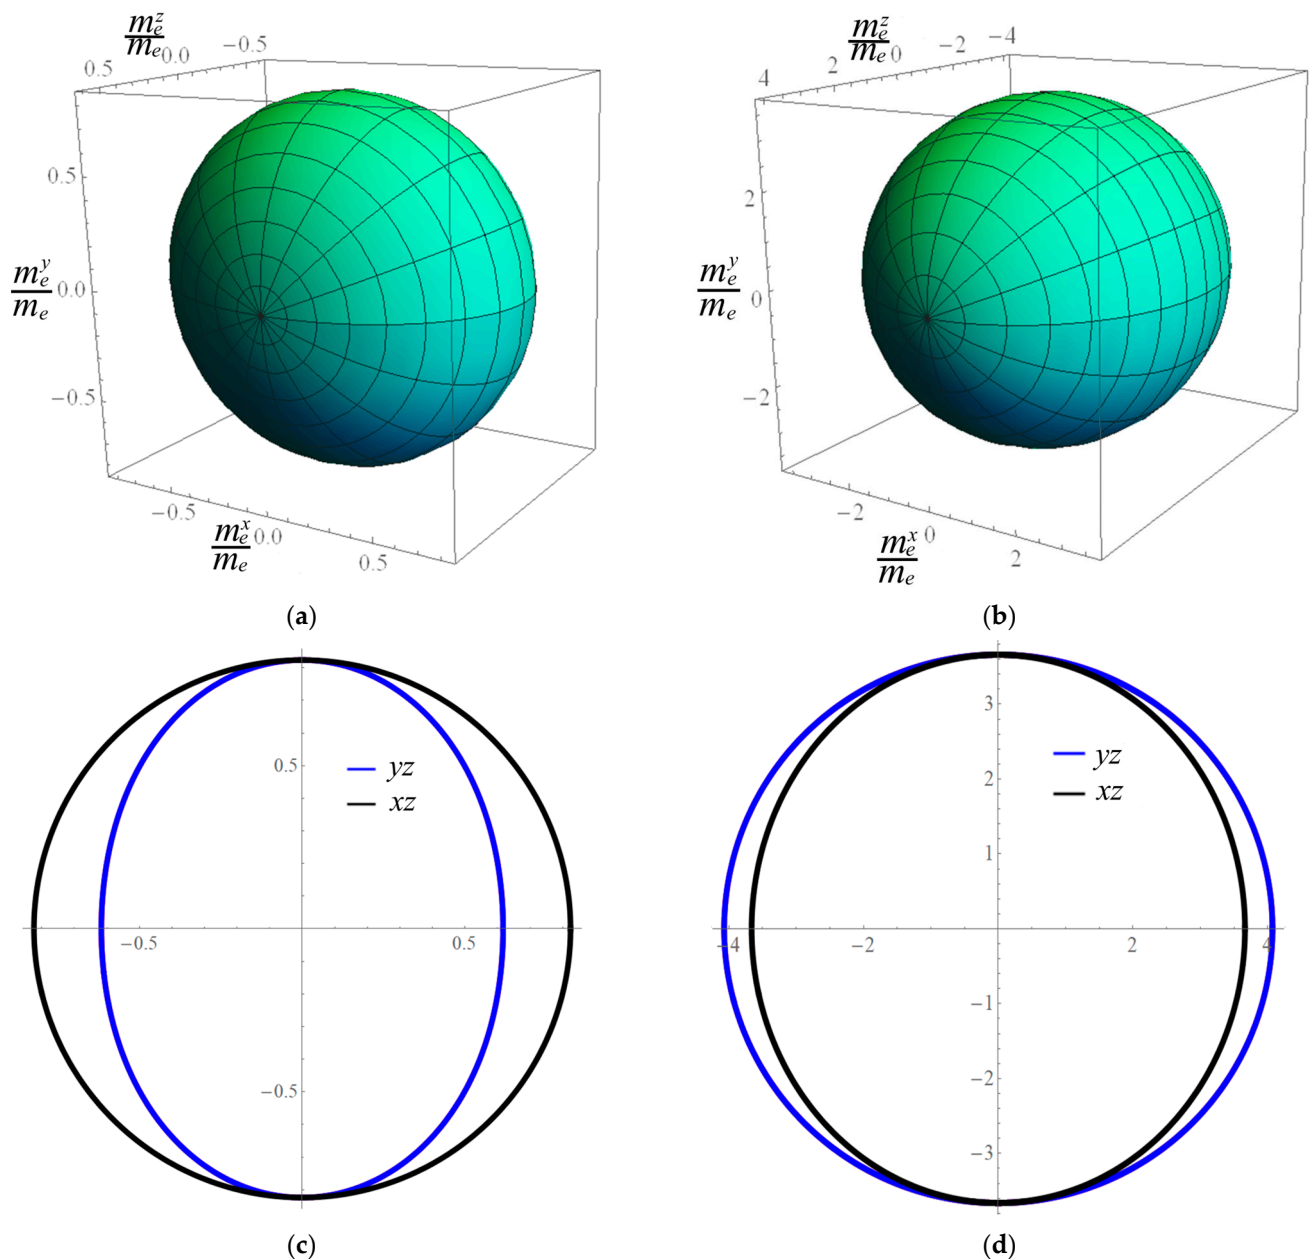 m_e^z/m_e
0.5 0.0 −0.5
0.5
m_e^y/m_e 0.0
−0.5
−0.5 0.0 0.5
m_e^x/m_e
(a)
m_e^z/m_e
4 2 0 −2 −4
2
m_e^y/m_e 0
−2
−2 0 2
m_e^x/m_e
(b)
0.5
yz
xz
−0.5 0.5
−0.5
(c)
3
yz
2
xz
1
−4 −2 2 4
−1
−2
−3
(d)